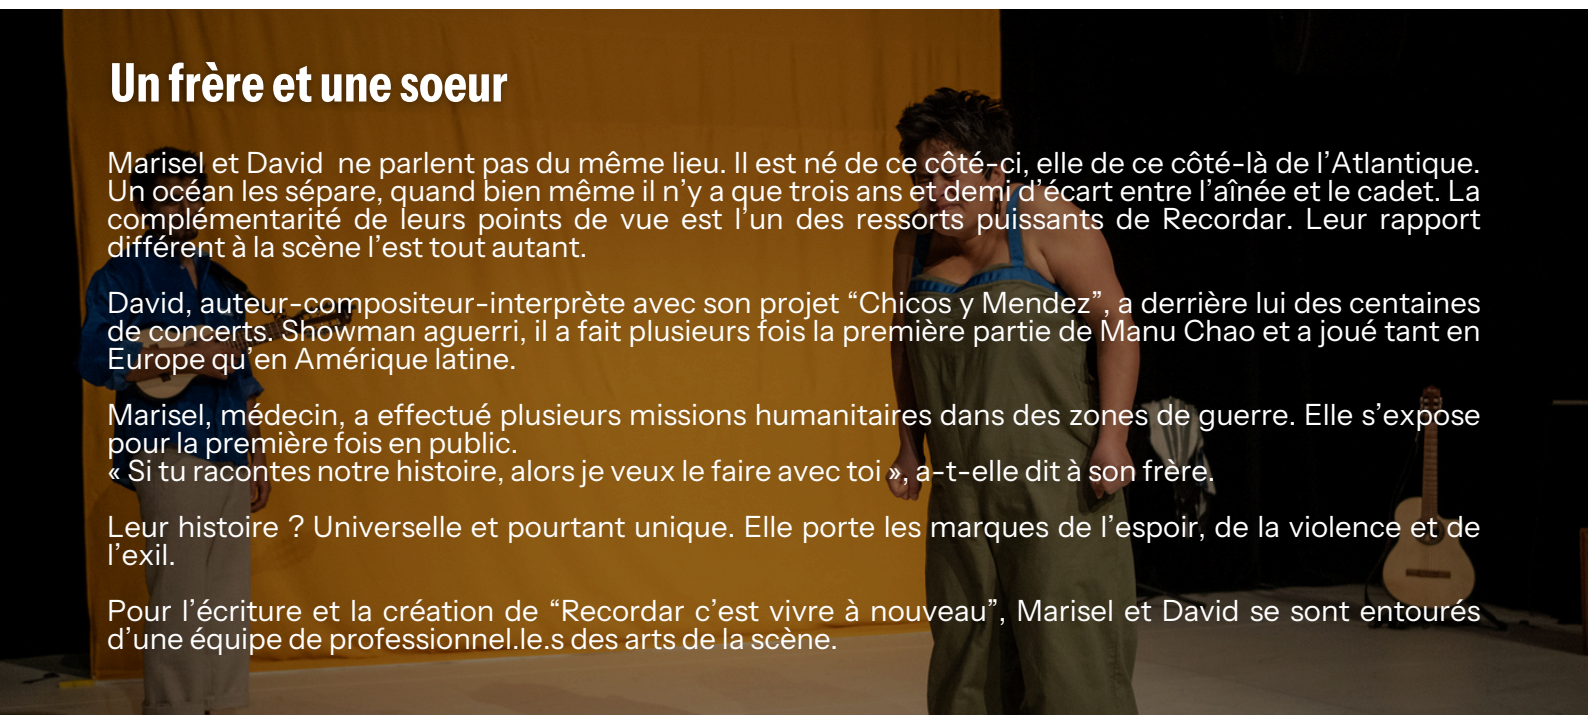 Un frère et une soeur
Marisel et David  ne parlent pas du même lieu. Il est né de ce côté-ci, elle de ce côté-là de l’Atlantique.
Un océan les sépare, quand bien même il n’y a que trois ans et demi d’écart entre l’aînée et le cadet. La
complémentarité de leurs points de vue est l’un des ressorts puissants de Recordar. Leur rapport
différent à la scène l’est tout autant.
David, auteur-compositeur-interprète avec son projet “Chicos y Mendez”, a derrière lui des centaines
de concerts. Showman aguerri, il a fait plusieurs fois la première partie de Manu Chao et a joué tant en
Europe qu’en Amérique latine.
Marisel, médecin, a effectué plusieurs missions humanitaires dans des zones de guerre. Elle s’expose
pour la première fois en public.
« Si tu racontes notre histoire, alors je veux le faire avec toi », a-t-elle dit à son frère.
Leur histoire ? Universelle et pourtant unique. Elle porte les marques de l’espoir, de la violence et de
l’exil.
Pour l’écriture et la création de “Recordar c’est vivre à nouveau”, Marisel et David se sont entourés
d’une équipe de professionnel.le.s des arts de la scène.